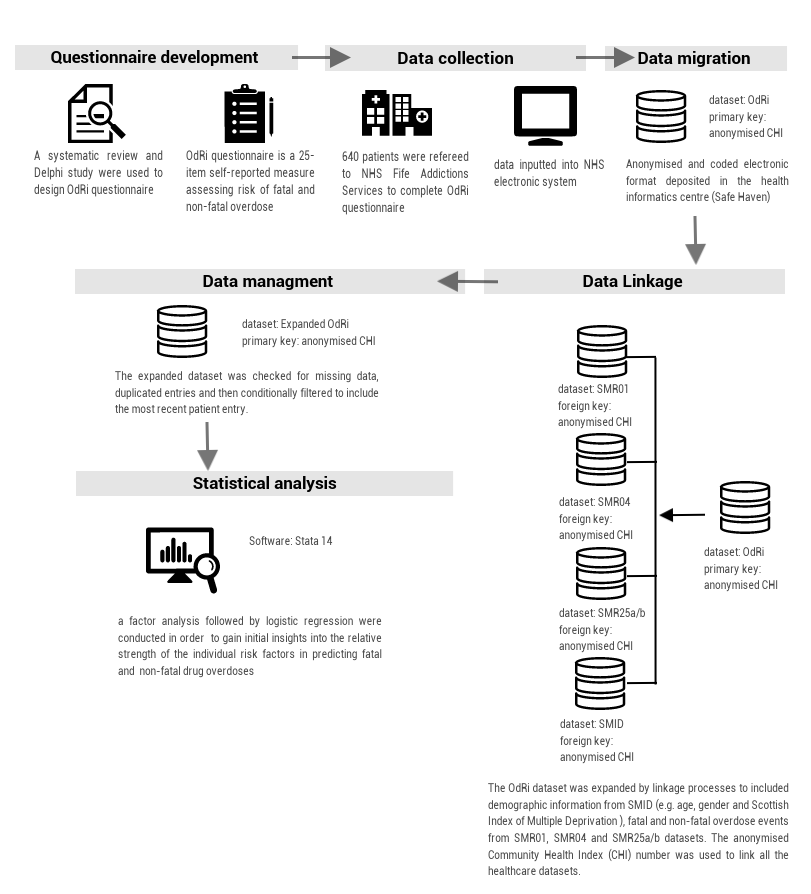 Questionnaire development
A systematic review and
Delphi study were used to
design OdRi questionnaire
OdRi questionnaire is a 25-
item self-reported measure
assessing risk of fatal and
non-fatal overdose
Data collection
640 patients were refereed
to NHS Fife Addictions
Services to complete OdRi
questionnaire
data inputted into NHS
electronic system
Data migration
dataset: OdRi
primary key:
anonymised CHI
Anonymised and coded electronic
format deposited in the health
informatics centre (Safe Haven)
Data Linkage
dataset: SMR01
foreign key:
anonymised CHI
dataset: SMR04
foreign key:
anonymised CHI
dataset: SMR25a/b
foreign key:
anonymised CHI
dataset: SMID
foreign key:
anonymised CHI
dataset: OdRi
primary key:
anonymised CHI
The OdRi dataset was expanded by linkage processes to included
demographic information from SMID (e.g. age, gender and Scottish
Index of Multiple Deprivation ), fatal and non-fatal overdose events
from SMR01, SMR04 and SMR25a/b datasets. The anonymised
Community Health Index (CHI) number was used to link all the
healthcare datasets.
Data managment
dataset: Expanded OdRi
primary key: anonymised CHI
The expanded dataset was checked for missing data,
duplicated entries and then conditionally filtered to include
the most recent patient entry.
Statistical analysis
Software: Stata 14
a factor analysis followed by logistic regression were
conducted in order to gain initial insights into the relative
strength of the individual risk factors in predicting fatal
and non-fatal drug overdoses